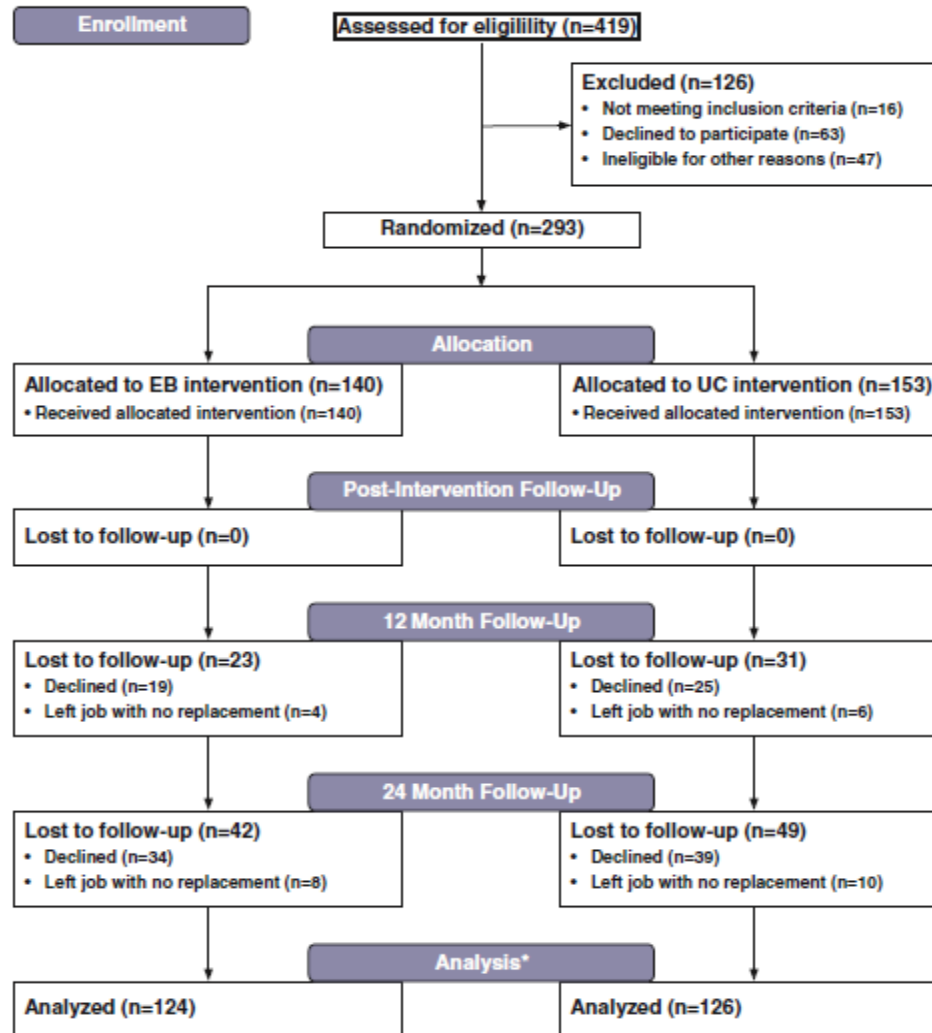 Enrollment
Assessed for eligilility (n=419)
Excluded (n=126)
• Not meeting inclusion criteria (n=16)
• Declined to participate (n=63)
• Ineligible for other reasons (n=47)
Randomized (n=293)
Allocation
Allocated to EB intervention (n=140)
• Received allocated intervention (n=140)
Allocated to UC intervention (n=153)
• Received allocated intervention (n=153)
Post-Intervention Follow-Up
Lost to follow-up (n=0)
Lost to follow-up (n=0)
12 Month Follow-Up
Lost to follow-up (n=23)
• Declined (n=19)
• Left job with no replacement (n=4)
Lost to follow-up (n=31)
• Declined (n=25)
• Left job with no replacement (n=6)
24 Month Follow-Up
Lost to follow-up (n=42)
• Declined (n=34)
• Left job with no replacement (n=8)
Lost to follow-up (n=49)
• Declined (n=39)
• Left job with no replacement (n=10)
Analysis*
Analyzed (n=124)
Analyzed (n=126)